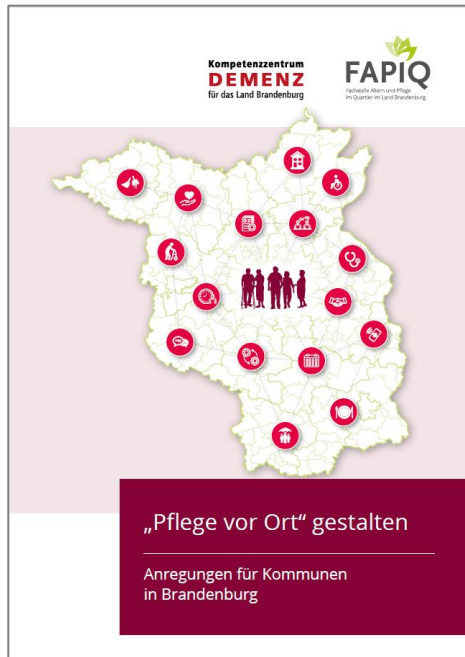 Kompetenzzentrum
DEMENZ
für das Land Brandenburg
FAPIQ
Fachstelle Altern und Pflege
im Quartier im Land Brandenburg
„Pflege vor Ort“ gestalten
Anregungen für Kommunen
in Brandenburg